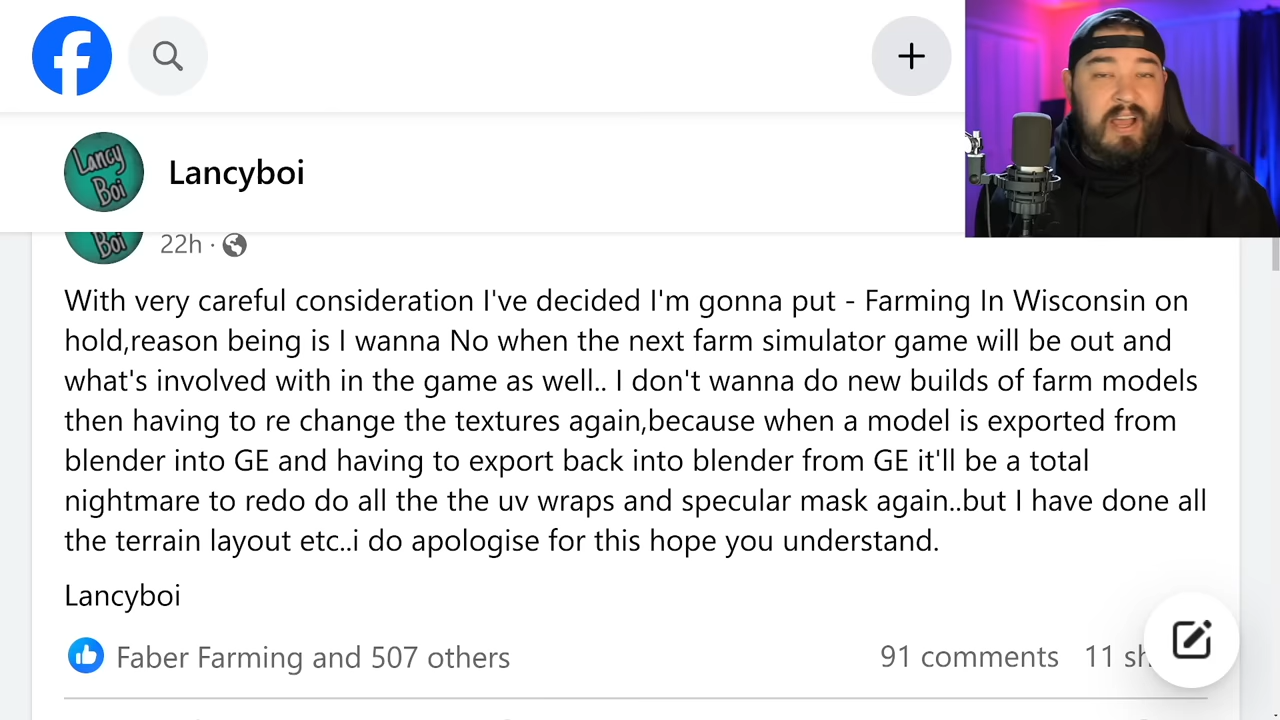 Lancyboi
Lancy
Boi
Boi
22h ·
With very careful consideration I've decided I'm gonna put - Farming In Wisconsin on
hold,reason being is I wanna No when the next farm simulator game will be out and
what's involved with in the game as well.. I don't wanna do new builds of farm models
then having to re change the textures again,because when a model is exported from
blender into GE and having to export back into blender from GE it'll be a total
nightmare to redo do all the the uv wraps and specular mask again..but I have done all
the terrain layout etc..i do apologise for this hope you understand.
Lancyboi
Faber Farming and 507 others
91 comments 11 sh